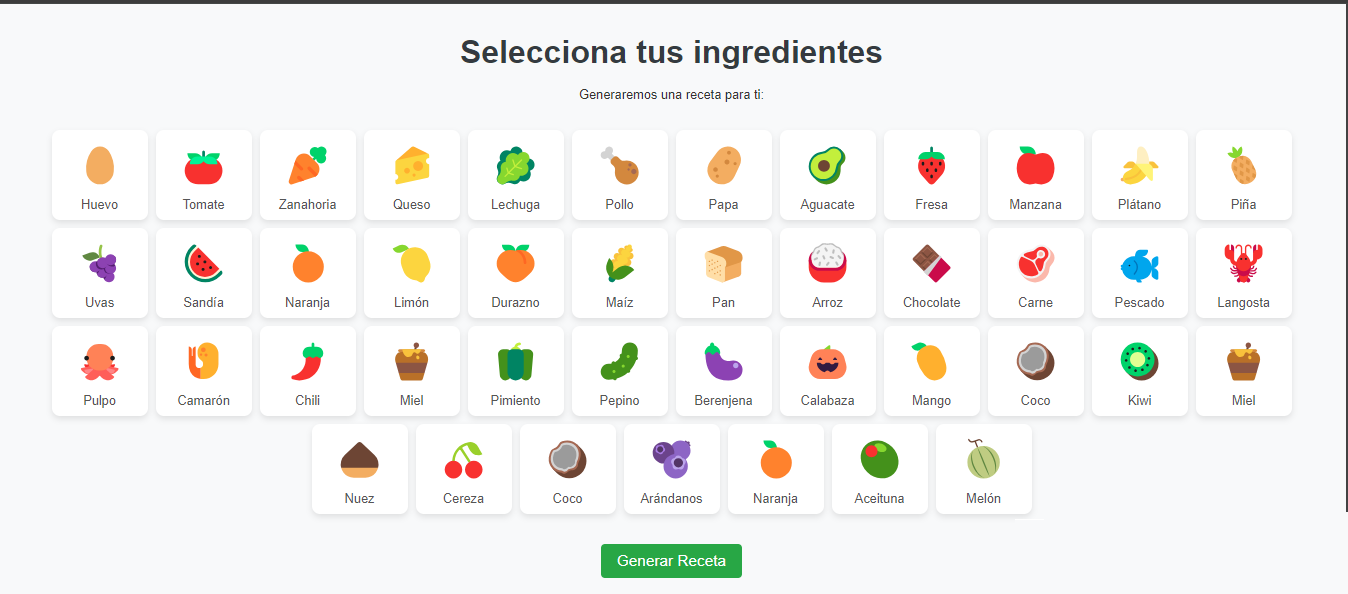 Selecciona tus ingredientes
Generaremos una receta para ti:
Huevo Tomate Zanahoria Queso Lechuga Pollo Papa Aguacate Fresa Manzana Plátano Piña
Uvas Sandía Naranja Limón Durazno Maíz Pan Arroz Chocolate Carne Pescado Langosta
Pulpo Camarón Chili Miel Pimiento Pepino Berenjena Calabaza Mango Coco Kiwi Miel
Nuez Cereza Coco Arándanos Naranja Aceituna Melón
Generar Receta